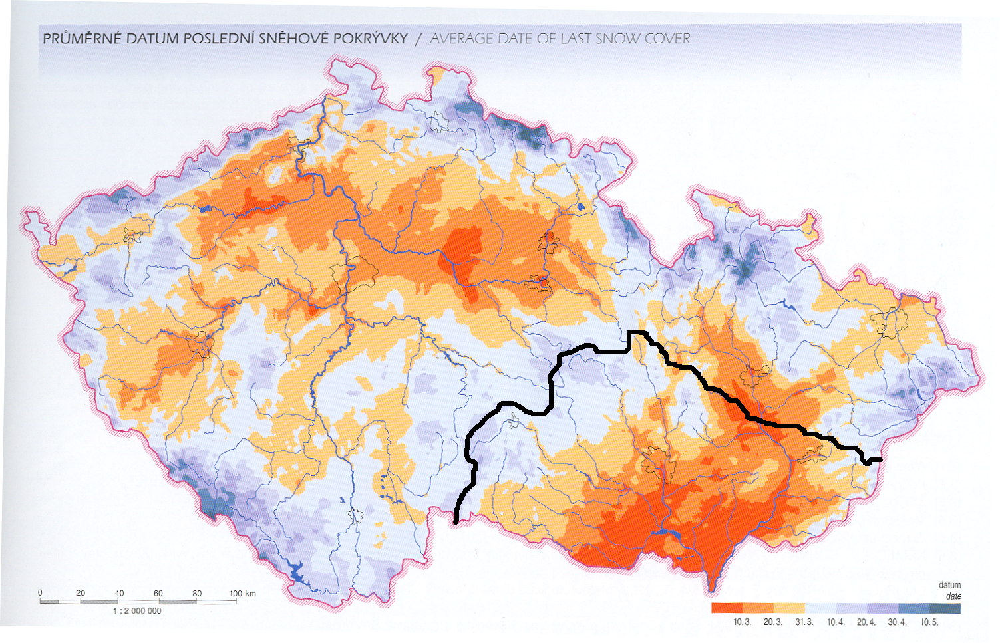 PRŮMĚRNÉ DATUM POSLEDNÍ SNĚHOVÉ POKRÝVKY / AVERAGE DATE OF LAST SNOW COVER
0 20 40 60 80 100 km
1 : 2 000 000
datum
date
10. 3. 20. 3. 31. 3. 10. 4. 20. 4. 30. 4. 10. 5.